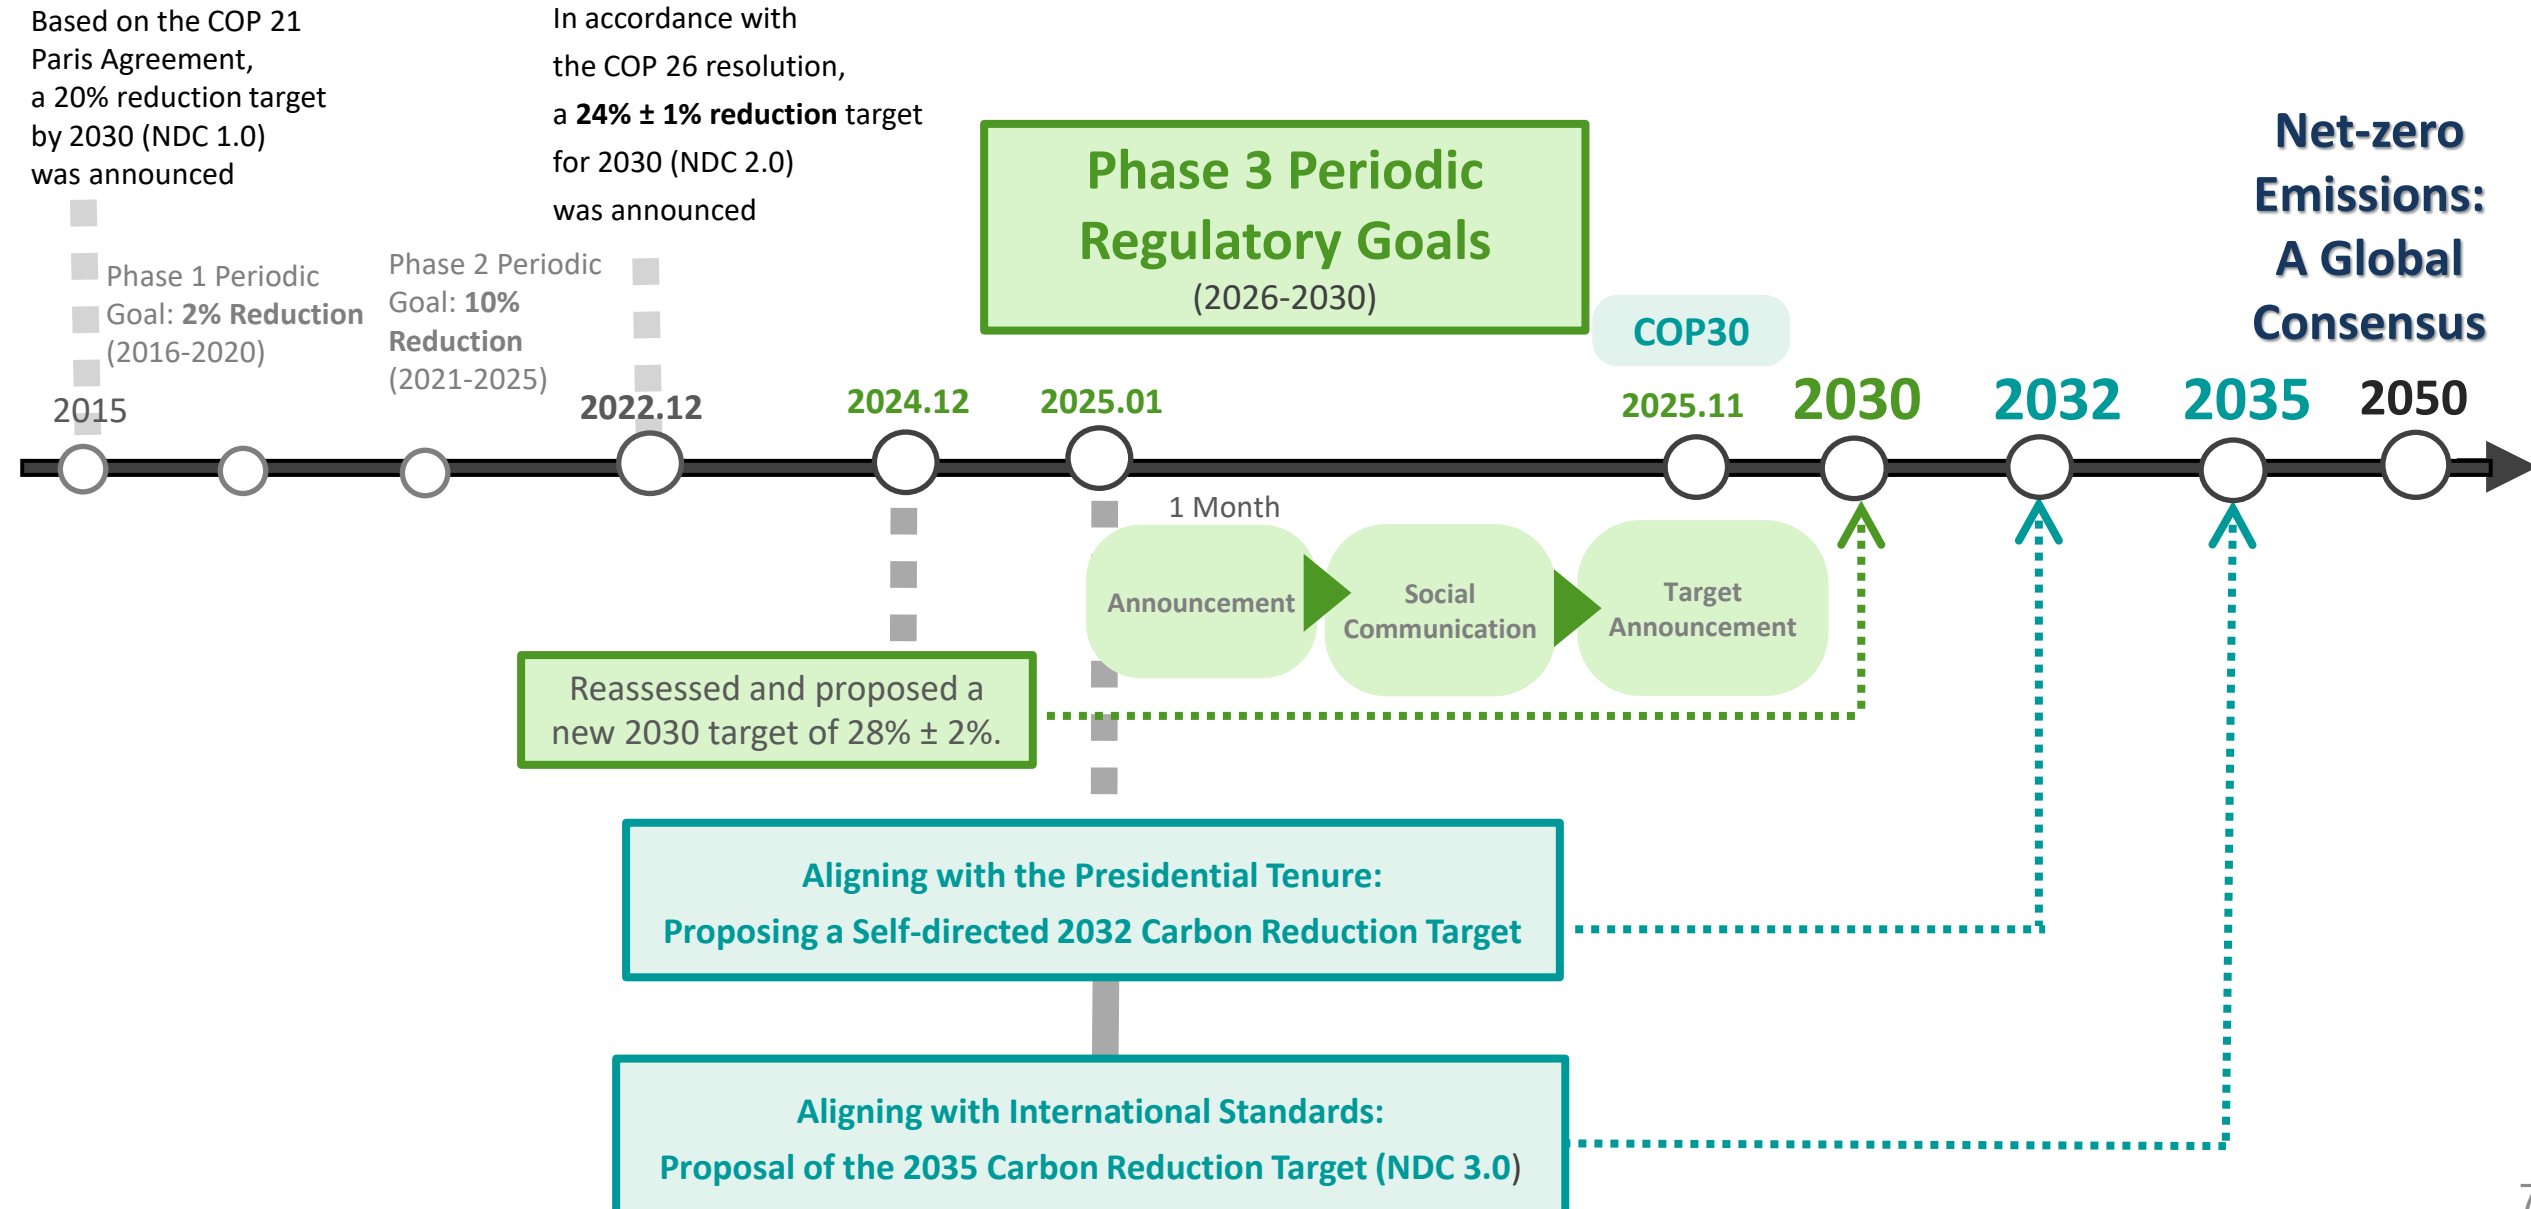 Based on the COP 21
Paris Agreement,
a 20% reduction target
by 2030 (NDC 1.0)
was announced
In accordance with
the COP 26 resolution,
a 24% ± 1% reduction target
for 2030 (NDC 2.0)
was announced
Phase 3 Periodic
Regulatory Goals
(2026-2030)
Net-zero
Emissions:
A Global
Consensus
Phase 1 Periodic
Goal: 2% Reduction
(2016-2020)
Phase 2 Periodic
Goal: 10%
Reduction
(2021-2025)
COP30
2015
2022.12
2024.12
2025.01
2025.11
2030
2032
2035
2050
1 Month
Announcement
Social
Communication
Target
Announcement
Reassessed and proposed a
new 2030 target of 28% ± 2%.
Aligning with the Presidential Tenure:
Proposing a Self-directed 2032 Carbon Reduction Target
Aligning with International Standards:
Proposal of the 2035 Carbon Reduction Target (NDC 3.0)
7